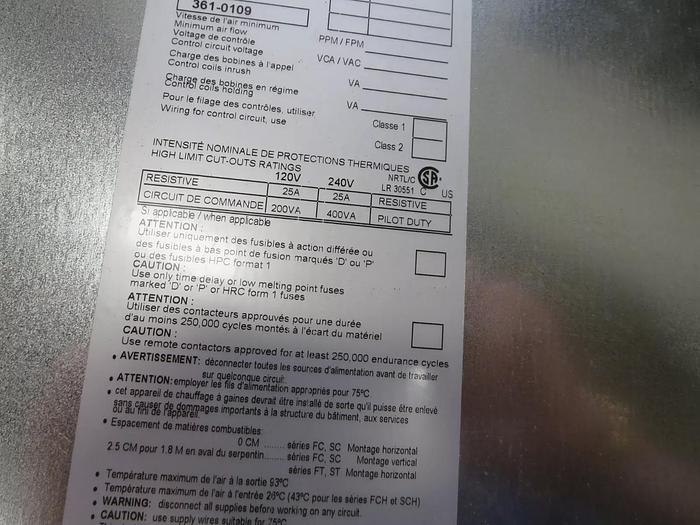 361-0109
Vitesse de l'air minimum
Minimum air flow
PPM / FPM
Voltage de contrôle
Control circuit voltage
VCA / VAC
Charge des bobines à l'appel
Control coils inrush
VA
Charge des bobines en régime
Control coils holding
VA
Pour le filage des contrôles, utiliser
Wiring for control circuit, use
Classe 1
Class 2
INTENSITÉ NOMINALE DE PROTECTIONS THERMIQUES
HIGH LIMIT CUT-OUTS RATINGS
NRTL/C
LR 30551 C US
120V 240V
RESISTIVE 25A 25A RESISTIVE
CIRCUIT DE COMMANDE 200VA 400VA PILOT DUTY
Si applicable / when applicable
ATTENTION :
Utiliser uniquement des fusibles à action différée ou
des fusibles à bas point de fusion marqués 'D' ou 'P'
ou des fusibles HPC format 1
CAUTION :
Use only time delay or low melting point fuses
marked 'D' or 'P' or HRC form 1 fuses
ATTENTION :
Utiliser des contacteurs approuvés pour une durée
d'au moins 250,000 cycles montés à l'écart du matériel
CAUTION :
Use remote contactors approved for at least 250,000 endurance cycles
• AVERTISSEMENT: déconnecter toutes les sources d'alimentation avant de travailler
sur quelconque circuit.
• ATTENTION: employer les fils d'alimentation appropriés pour 75ºC
• cet appareil de chauffage à gaines devrait être installé de sorte qu'il puisse être enlevé
sans causer de dommages importants à la structure du bâtiment, aux services
ou au fini de l'appareil.
• Espacement de matières combustibles:
0 CM ........ séries FC, SC Montage horizontal
2.5 CM pour 1.8 M en aval du serpentin........ séries FC, SC Montage vertical
séries FT, ST Montage horizontal
• Température maximum de l'air à la sortie 93ºC
• Température maximum de l'air à l'entrée 26ºC (43ºC pour les séries FCH et SCH)
• WARNING: disconnect all supplies before working on any circuit.
• CAUTION: use supply wires suitable for 75ºC